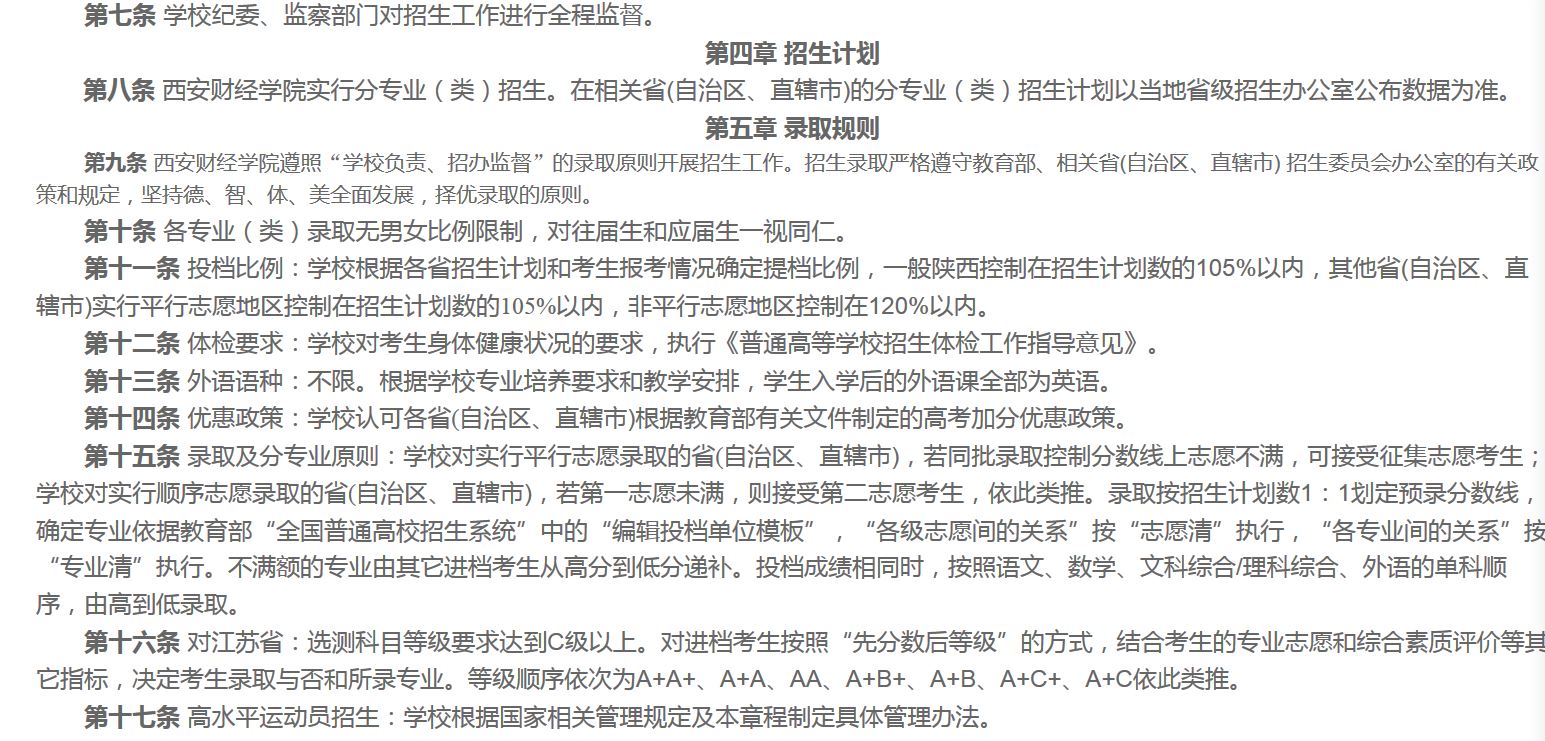 第七条 学校纪委、监察部门对招生工作进行全程监督。
第四章 招生计划
第八条 西安财经学院实行分专业（类）招生。在相关省(自治区、直辖市)的分专业（类）招生计划以当地省级招生办公室公布数据为准。
第五章 录取规则
第九条 西安财经学院遵照“学校负责、招办监督”的录取原则开展招生工作。招生录取严格遵守教育部、相关省(自治区、直辖市) 招生委员会办公室的有关政
策和规定，坚持德、智、体、美全面发展，择优录取的原则。
第十条 各专业（类）录取无男女比例限制，对往届生和应届生一视同仁。
第十一条 投档比例：学校根据各省招生计划和考生报考情况确定提档比例，一般陕西控制在招生计划数的105%以内，其他省(自治区、直
辖市)实行平行志愿地区控制在招生计划数的105%以内，非平行志愿地区控制在120%以内。
第十二条 体检要求：学校对考生身体健康状况的要求，执行《普通高等学校招生体检工作指导意见》。
第十三条 外语语种：不限。根据学校专业培养要求和教学安排，学生入学后的外语课全部为英语。
第十四条 优惠政策：学校认可各省(自治区、直辖市)根据教育部有关文件制定的高考加分优惠政策。
第十五条 录取及分专业原则：学校对实行平行志愿录取的省(自治区、直辖市)，若同批录取控制分数线上志愿不满，可接受征集志愿考生；
学校对实行顺序志愿录取的省(自治区、直辖市)，若第一志愿未满，则接受第二志愿考生，依此类推。录取按招生计划数1：1划定预录分数线，
确定专业依据教育部“全国普通高校招生系统”中的“编辑投档单位模板”，“各级志愿间的关系”按“志愿清”执行，“各专业间的关系”按
“专业清”执行。不满额的专业由其它进档考生从高分到低分递补。投档成绩相同时，按照语文、数学、文科综合/理科综合、外语的单科顺
序，由高到低录取。
第十六条 对江苏省：选测科目等级要求达到C级以上。对进档考生按照“先分数后等级”的方式，结合考生的专业志愿和综合素质评价等其
它指标，决定考生录取与否和所录专业。等级顺序依次为A+A+、A+A、AA、A+B+、A+B、A+C+、A+C依此类推。
第十七条 高水平运动员招生：学校根据国家相关管理规定及本章程制定具体管理办法。